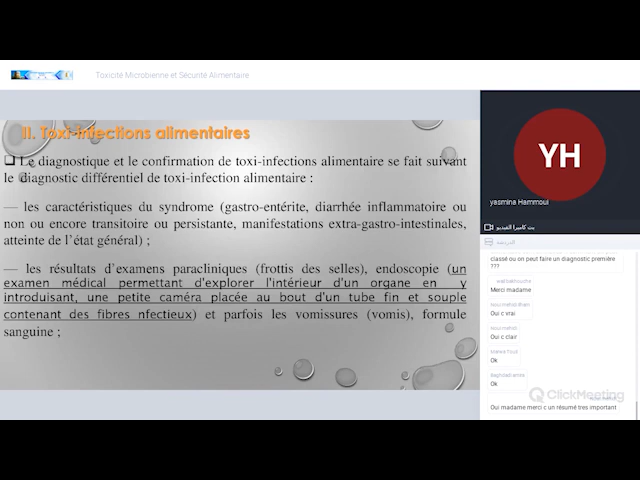 Toxicité Microbienne et Sécurité Alimentaire
II. Toxi-infections alimentaires
Le diagnostique et le confirmation de toxi-infections alimentaire se fait suivant
le diagnostic différentiel de toxi-infection alimentaire :
— les caractéristiques du syndrome (gastro-entérite, diarrhée inflammatoire ou
non ou encore transitoire ou persistante, manifestations extra-gastro-intestinales,
atteinte de l'état général) ;
— les résultats d'examens paracliniques (frottis des selles), endoscopie (un
examen médical permettant d'explorer l'intérieur d'un organe en y
introduisant, une petite caméra placée au bout d'un tube fin et souple
contenant des fibres nfectieux) et parfois les vomissures (vomis), formule
sanguine ;
YH
yasmina Hammoui
بث كاميرا الفيديو
الدردشة
classé ou on peut faire un diagnostic première
???
Merci madame
Oui c vrai
Oui c clair
Ok
Ok
ClickMeeting
Oui madame merci c un résumé tres important